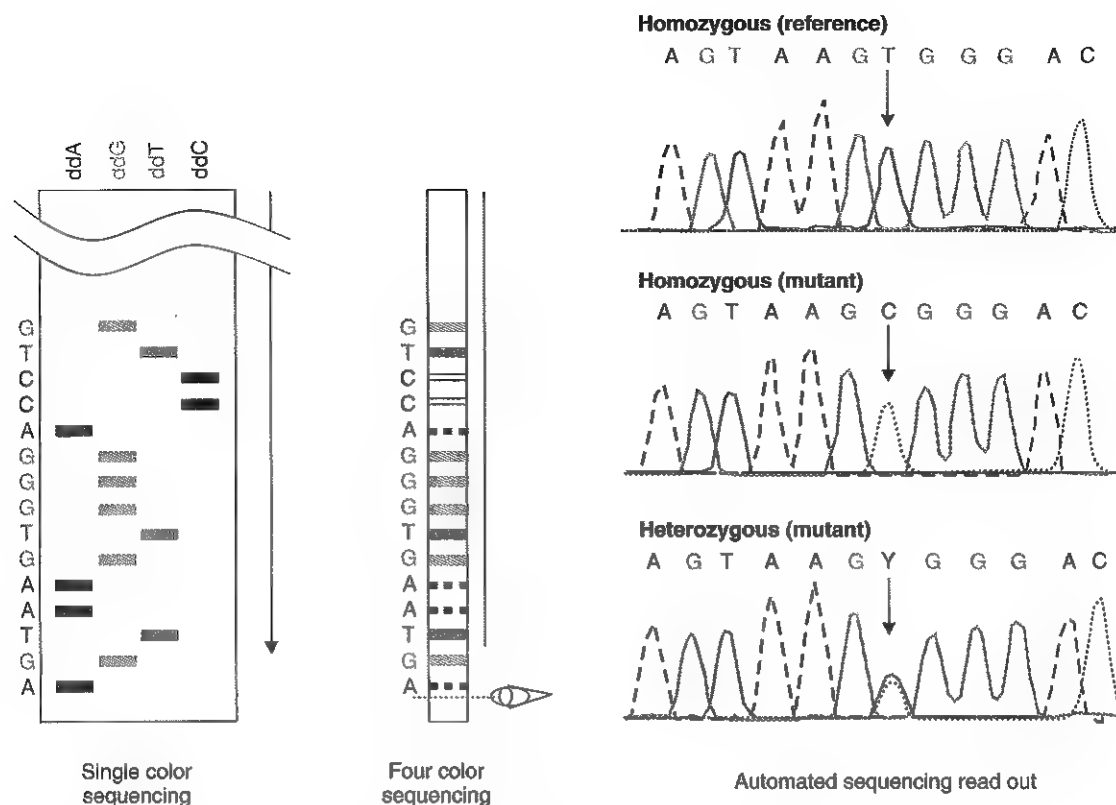 ddA ddG ddT ddC
G
T
C
C
A
G
G
G
T
G
A
A
T
G
A
Single color
sequencing
G
T
C
C
A
G
G
G
T
G
A
A
T
G
A
Four color
sequencing
Homozygous (reference)
A G T A A G T G G G A C
Homozygous (mutant)
A G T A A G C G G G A C
Heterozygous (mutant)
A G T A A G Y G G G A C
Automated sequencing read out